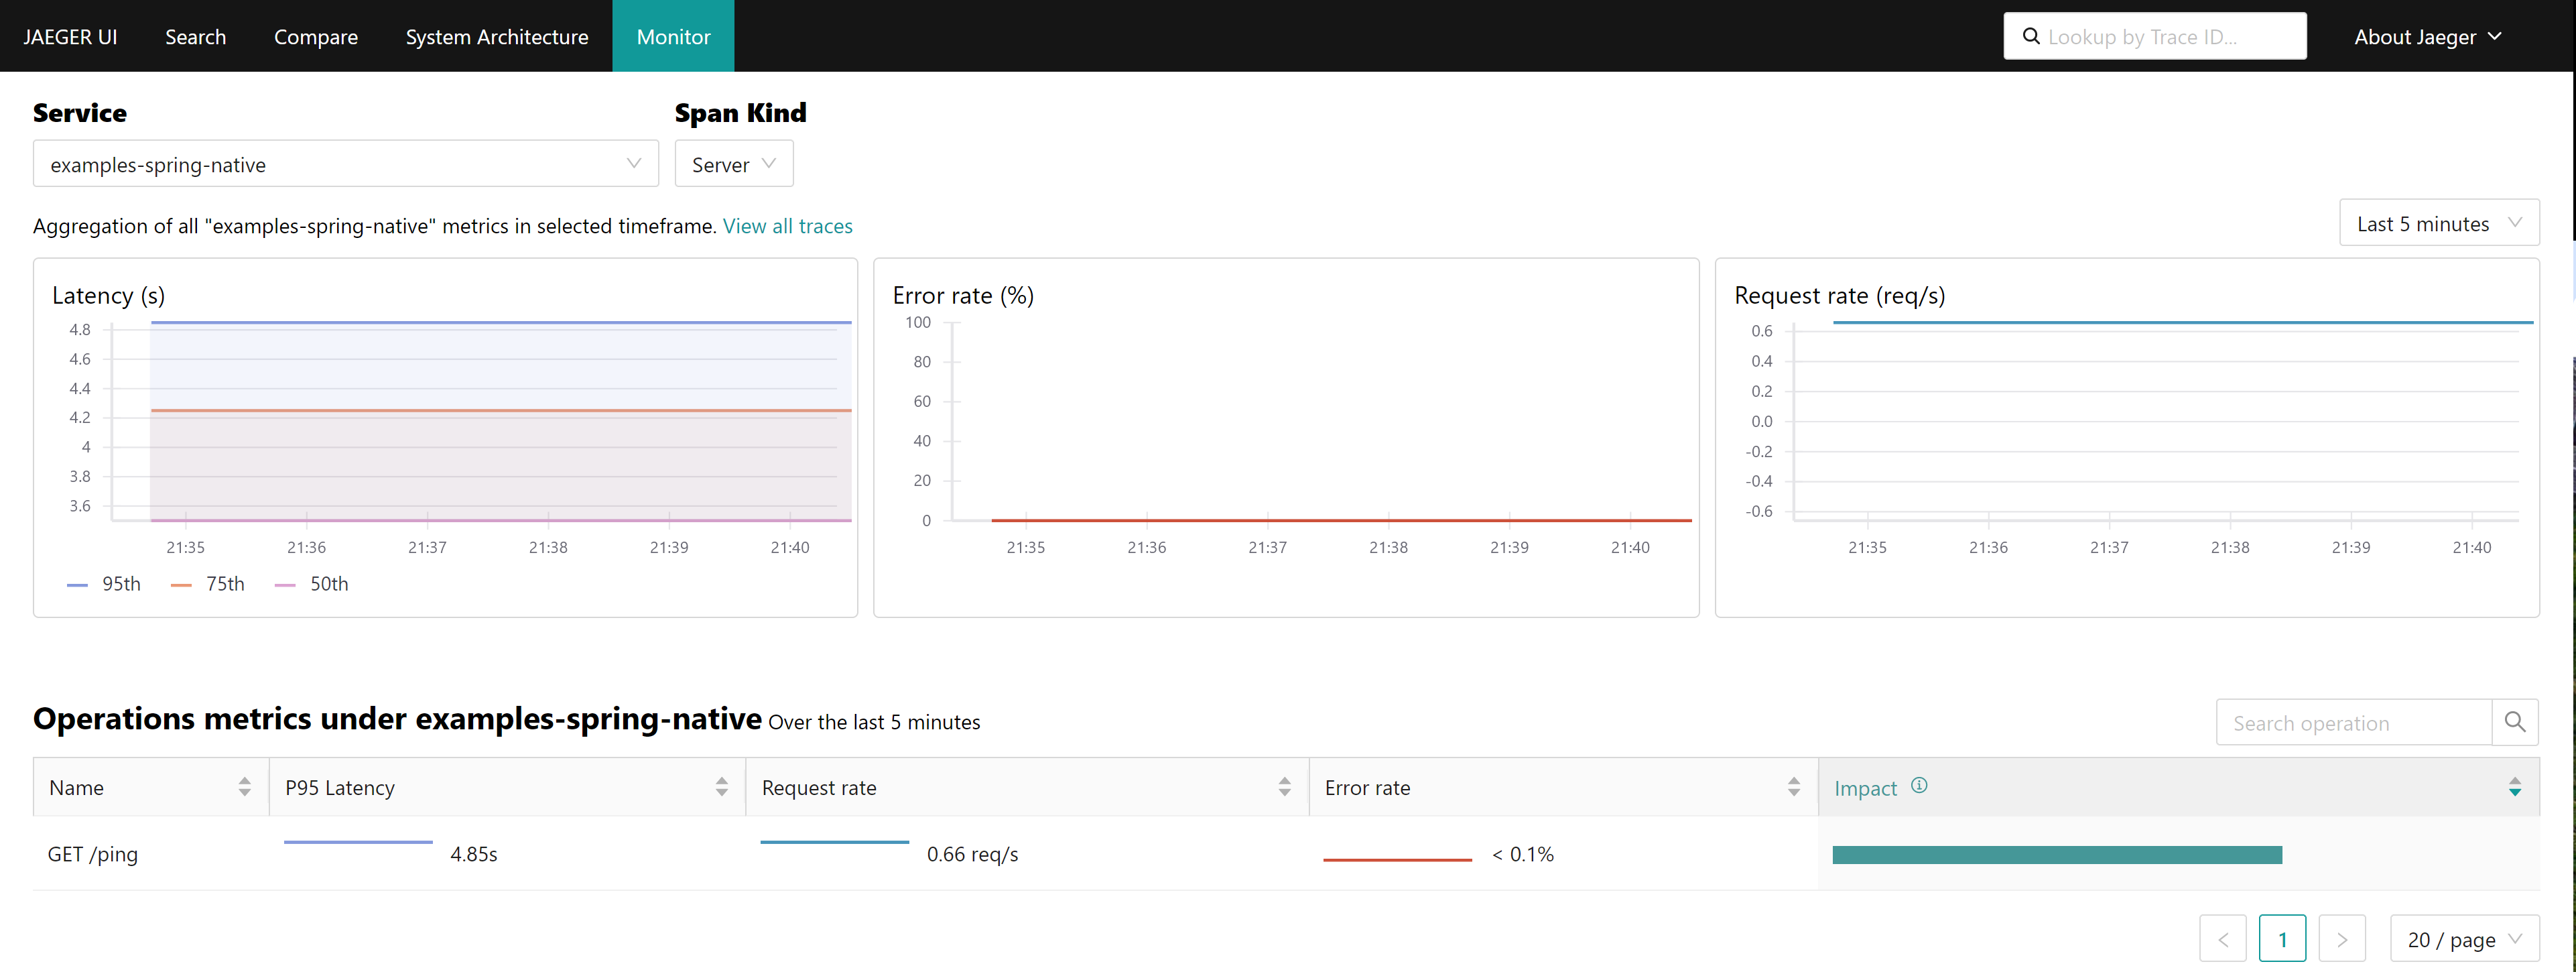 JAEGER UI Search Compare System Architecture Monitor Lookup by Trace ID... About Jaeger
Service Span Kind
examples-spring-native Server
Aggregation of all "examples-spring-native" metrics in selected timeframe. View all traces Last 5 minutes
Latency (s)
4.8
4.6
4.4
4.2
4
3.8
3.6
21:35 21:36 21:37 21:38 21:39 21:40
95th 75th 50th
Error rate (%)
100
80
60
40
20
0
21:35 21:36 21:37 21:38 21:39 21:40
Request rate (req/s)
0.6
0.4
0.2
0.0
-0.2
-0.4
-0.6
21:35 21:36 21:37 21:38 21:39 21:40
Operations metrics under examples-spring-native Over the last 5 minutes Search operation
Name P95 Latency Request rate Error rate Impact
GET /ping 4.85s 0.66 req/s < 0.1%
1 20 / page